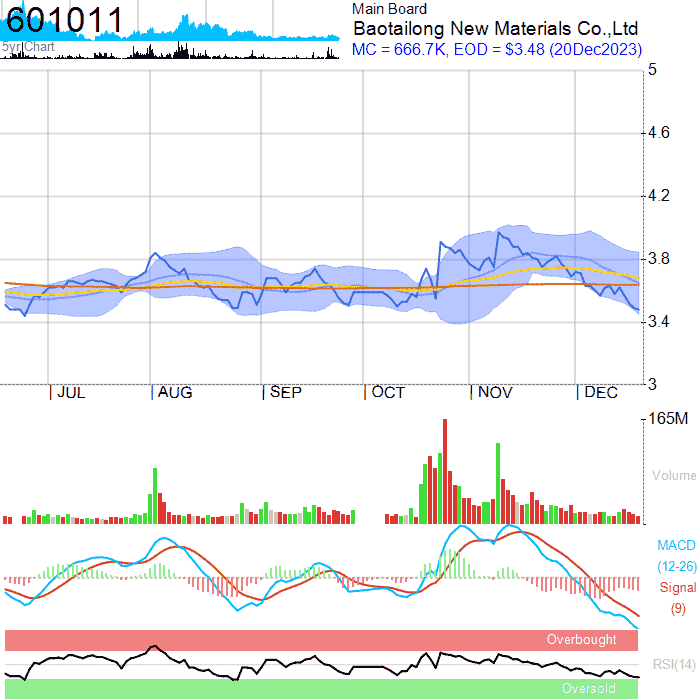 601011
5yr Chart
Main Board
Baotailong New Materials Co.,Ltd
MC = 666.7K, EOD = $3.48 (20Dec2023)
5
4.6
4.2
3.8
3.4
3
JUL AUG SEP OCT NOV DEC
165M
Volume
MACD
(12-26)
Signal
(9)
Overbought
RSI(14)
Oversold